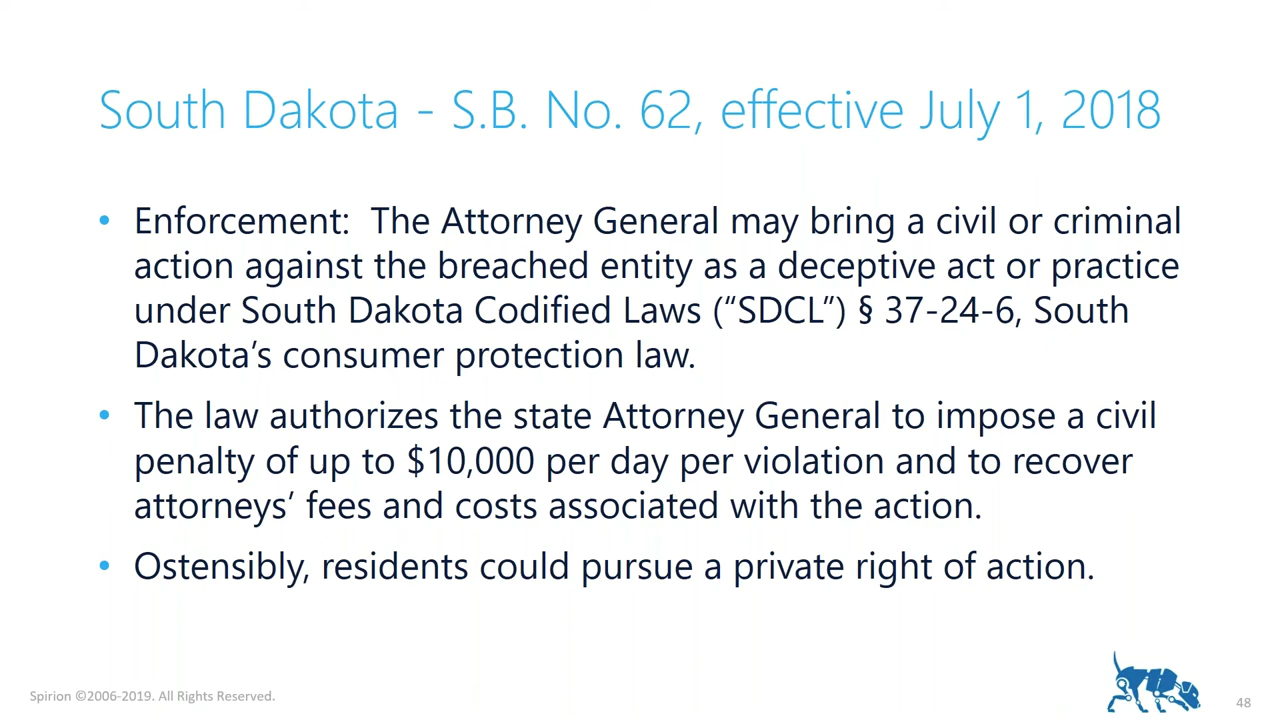 South Dakota - S.B. No. 62, effective July 1, 2018
• Enforcement:  The Attorney General may bring a civil or criminal
action against the breached entity as a deceptive act or practice
under South Dakota Codified Laws (“SDCL”) § 37-24-6, South
Dakota’s consumer protection law.
• The law authorizes the state Attorney General to impose a civil
penalty of up to $10,000 per day per violation and to recover
attorneys’ fees and costs associated with the action.
• Ostensibly, residents could pursue a private right of action.
Spirion ©2006-2019. All Rights Reserved.
48